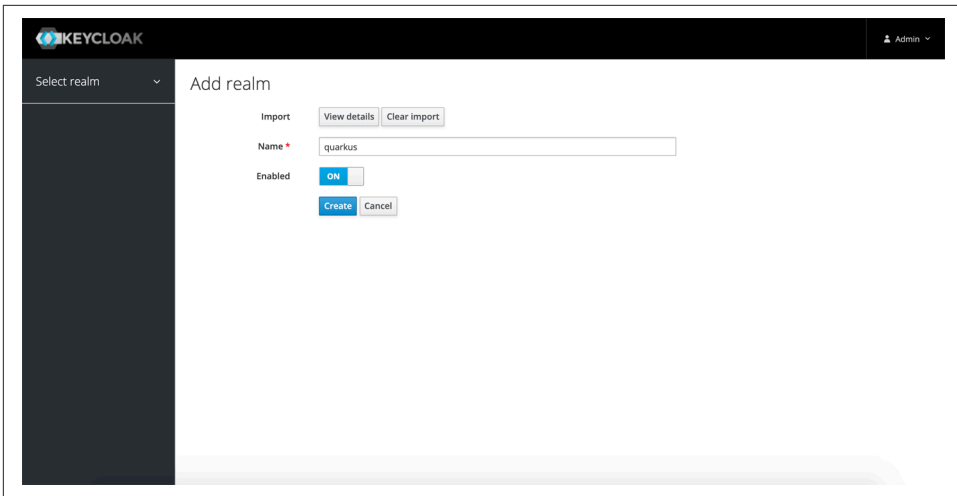 KEYCLOAK
Admin
Select realm
Add realm
Import View details Clear import
Name * quarkus
Enabled ON
Create Cancel